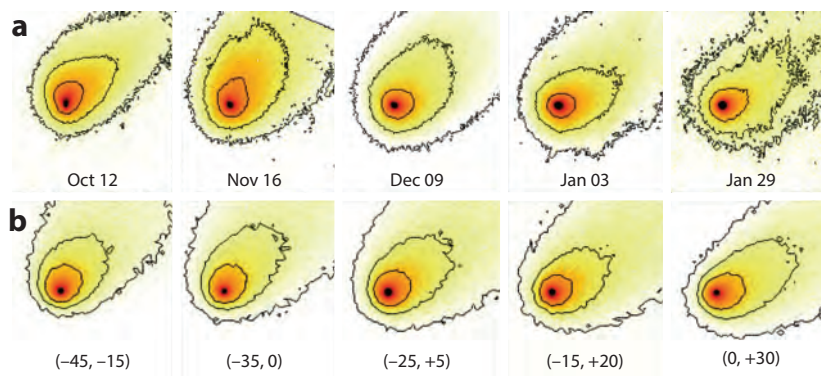 a
Oct 12 Nov 16 Dec 09 Jan 03 Jan 29
b
(–45, –15) (–35, 0) (–25, +5) (–15, +20) (0, +30)